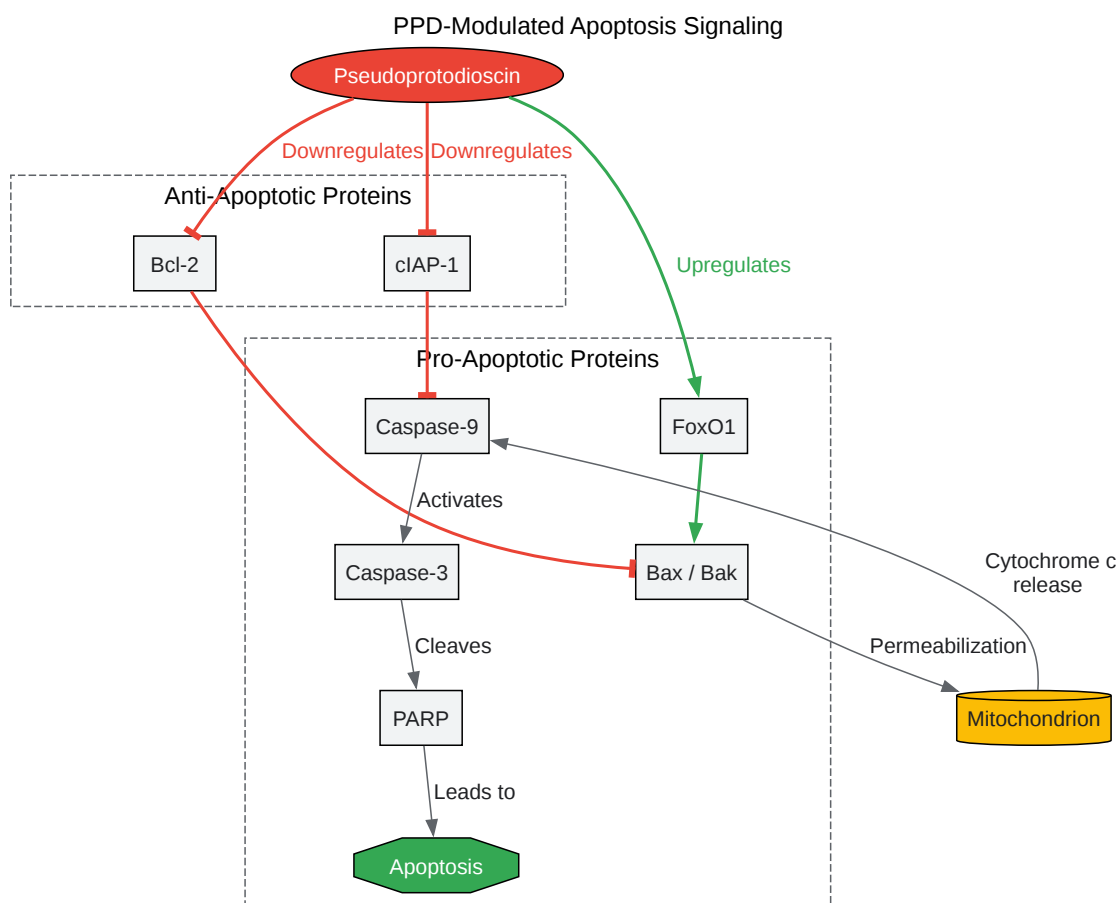 PPD-Modulated Apoptosis Signaling
Pseudoprotodioscin
Downregulates
Downregulates
Anti-Apoptotic Proteins
Bcl-2
cIAP-1
Upregulates
Pro-Apoptotic Proteins
Caspase-9
FoxO1
Activates
Caspase-3
Bax / Bak
Cytochrome c
release
Cleaves
Permeabilization
PARP
Mitochondrion
Leads to
Apoptosis